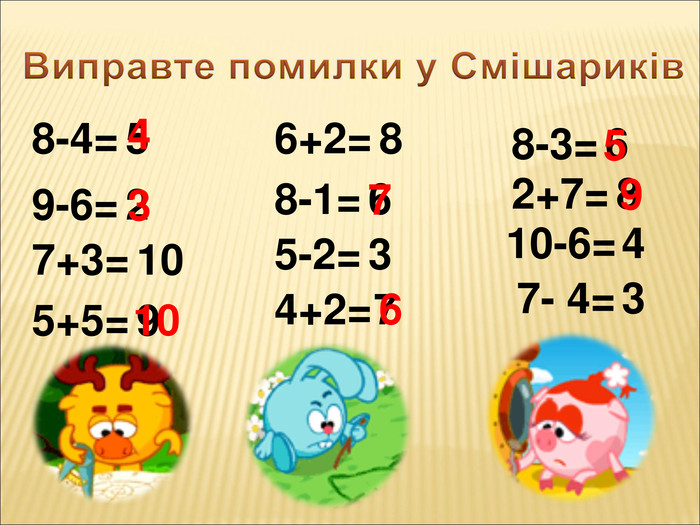 Виправте помилки у Смішариків
8-4= 5 4
9-6= 2 3
7+3= 10
5+5= 9 10
6+2= 8
8-1= 6 7
5-2= 3
4+2=7 6
8-3= 6 5
2+7= 8 9
10-6= 4
7- 4= 3